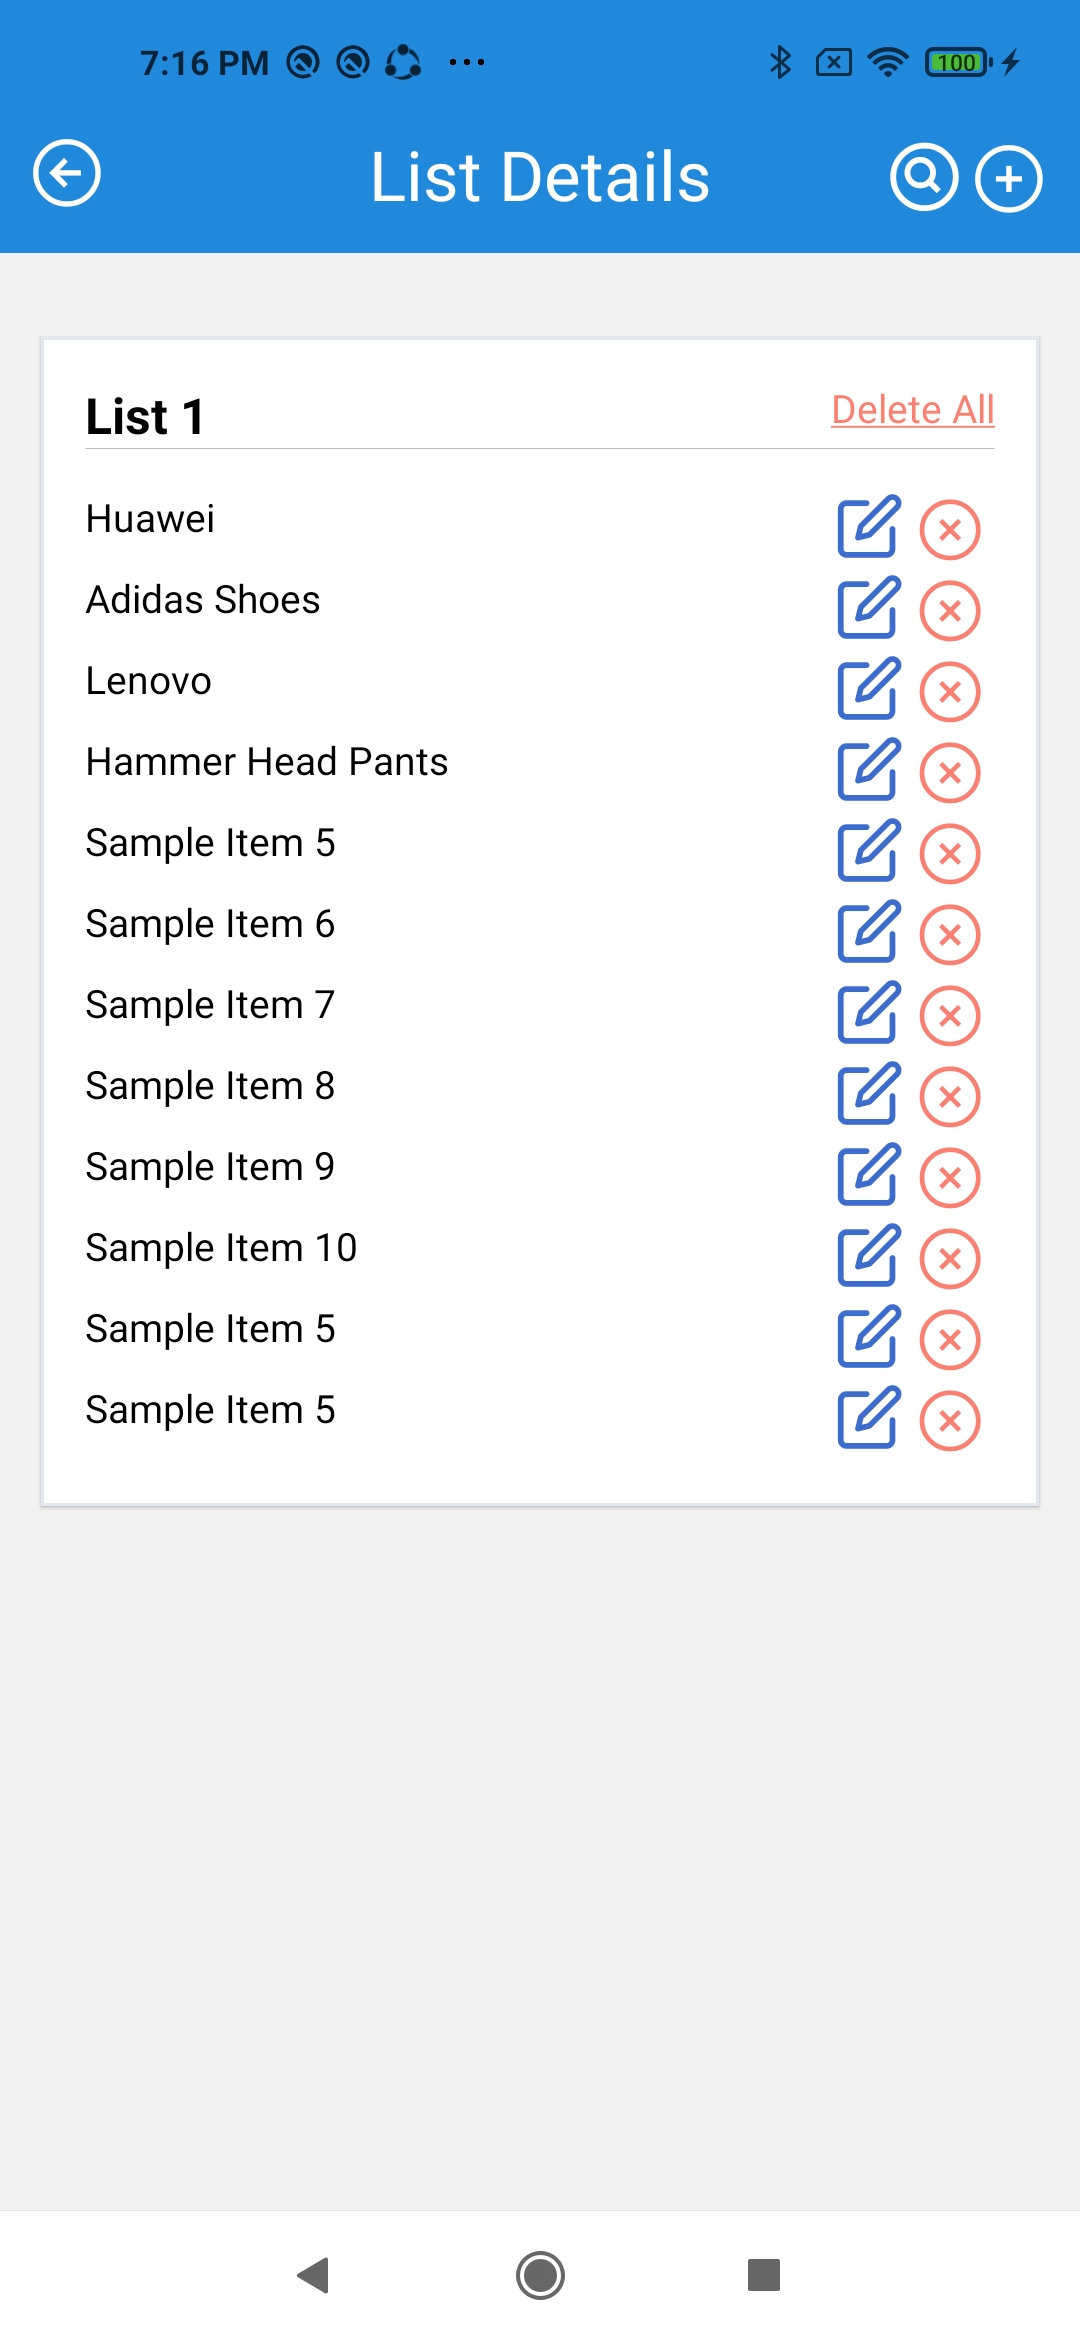 7:16 PM
100
List Details
List 1
Delete All
Huawei
Adidas Shoes
Lenovo
Hammer Head Pants
Sample Item 5
Sample Item 6
Sample Item 7
Sample Item 8
Sample Item 9
Sample Item 10
Sample Item 5
Sample Item 5